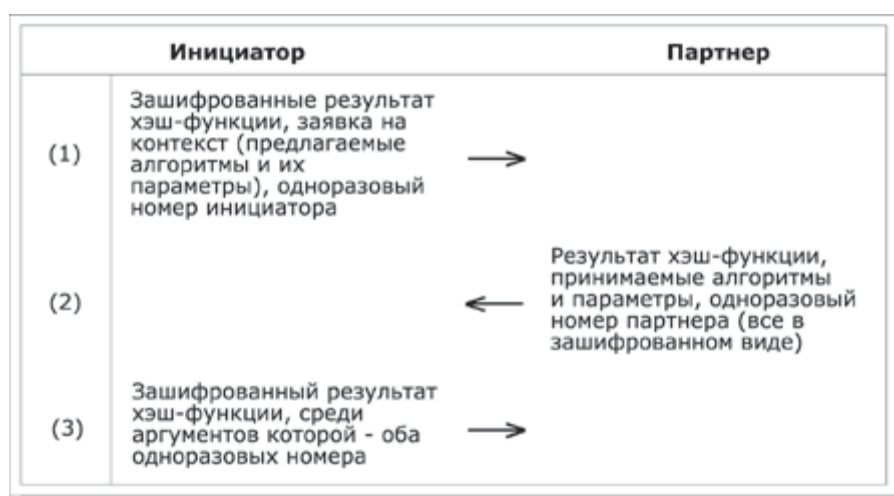 Инициатор Партнер
(1)
Зашифрованные результат
хэш-функции, заявка на
контекст (предлагаемые
алгоритмы и их
параметры), одноразовый
номер инициатора
(2)
Результат хэш-функции,
принимаемые алгоритмы
и параметры, одноразовый
номер партнера (все в
зашифрованном виде)
(3)
Зашифрованный результат
хэш-функции, среди
аргументов которой - оба
одноразовых номера